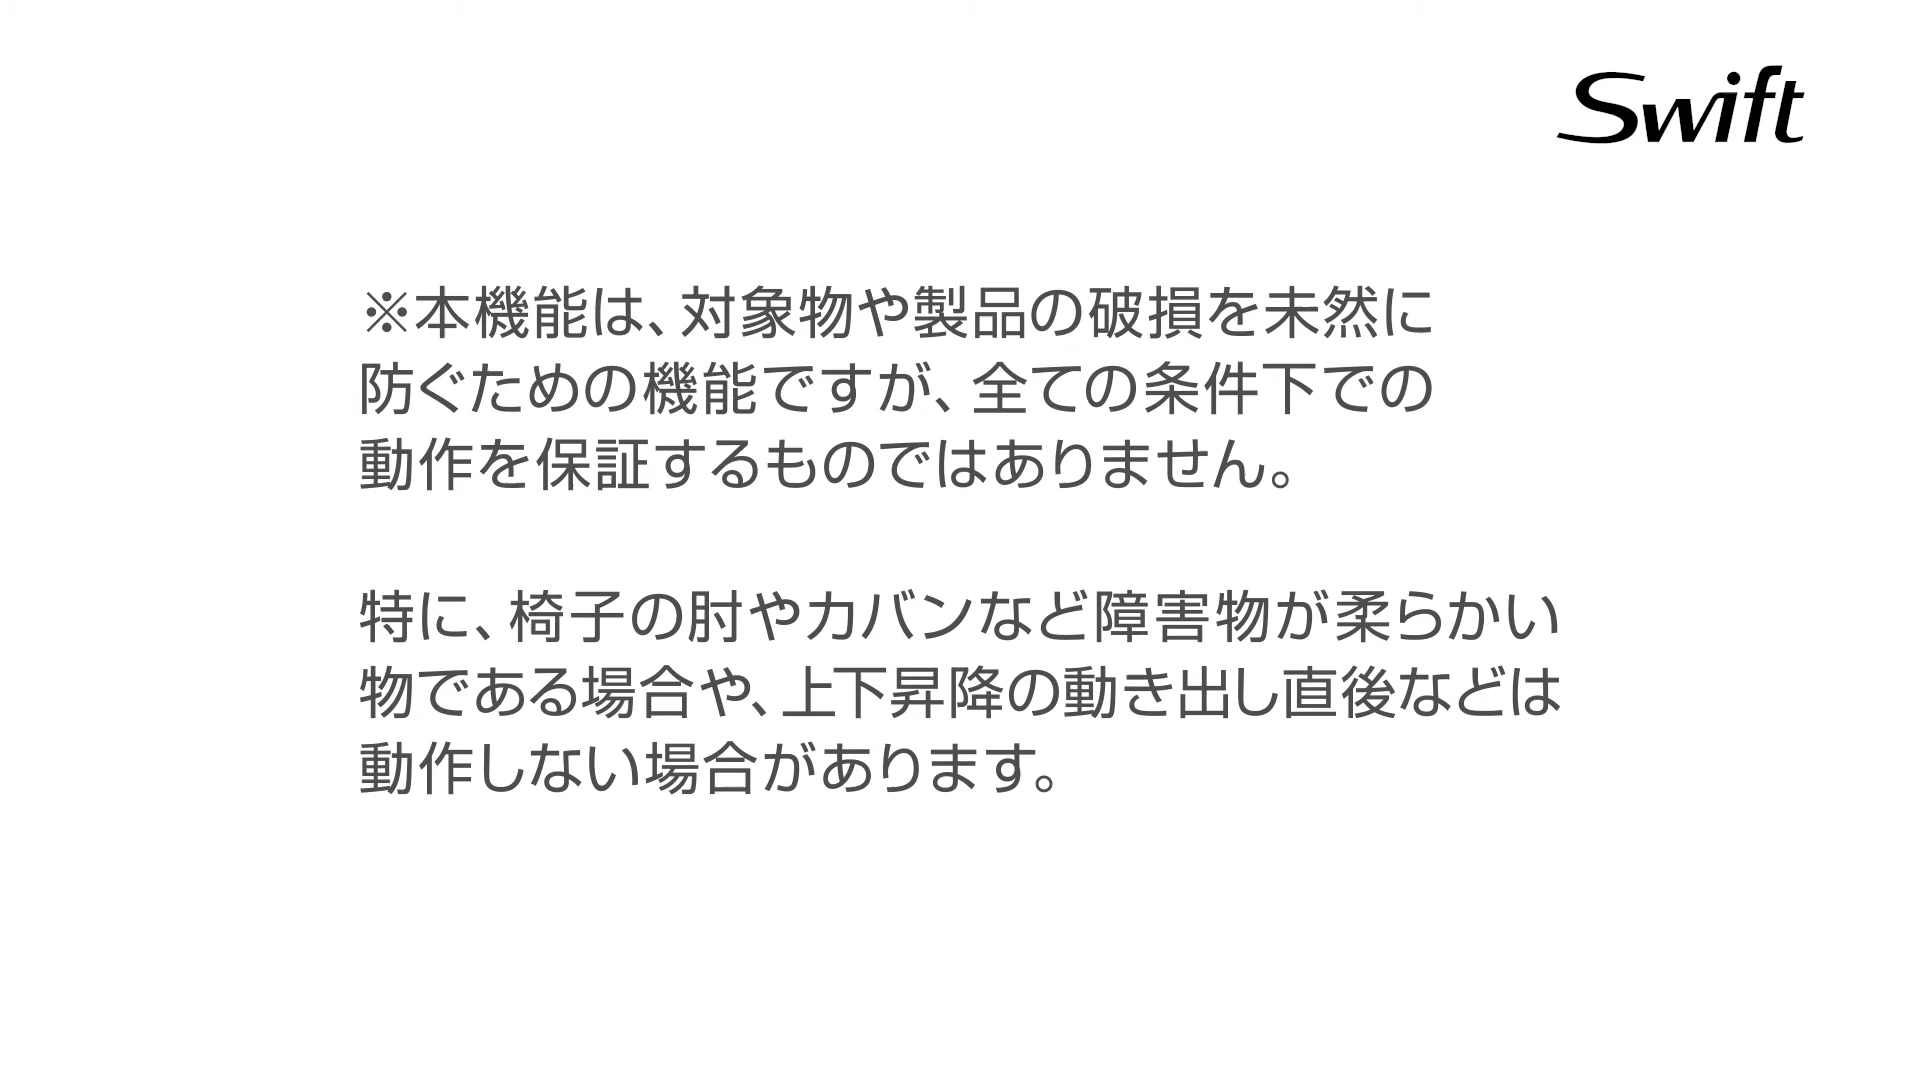 Swift
※本機能は、対象物や製品の破損を未然に
防ぐための機能ですが、全ての条件下での
動作を保証するものではありません。
特に、椅子の肘やカバンなど障害物が柔らかい
物である場合や、上下昇降の動き出し直後などは
動作しない場合があります。